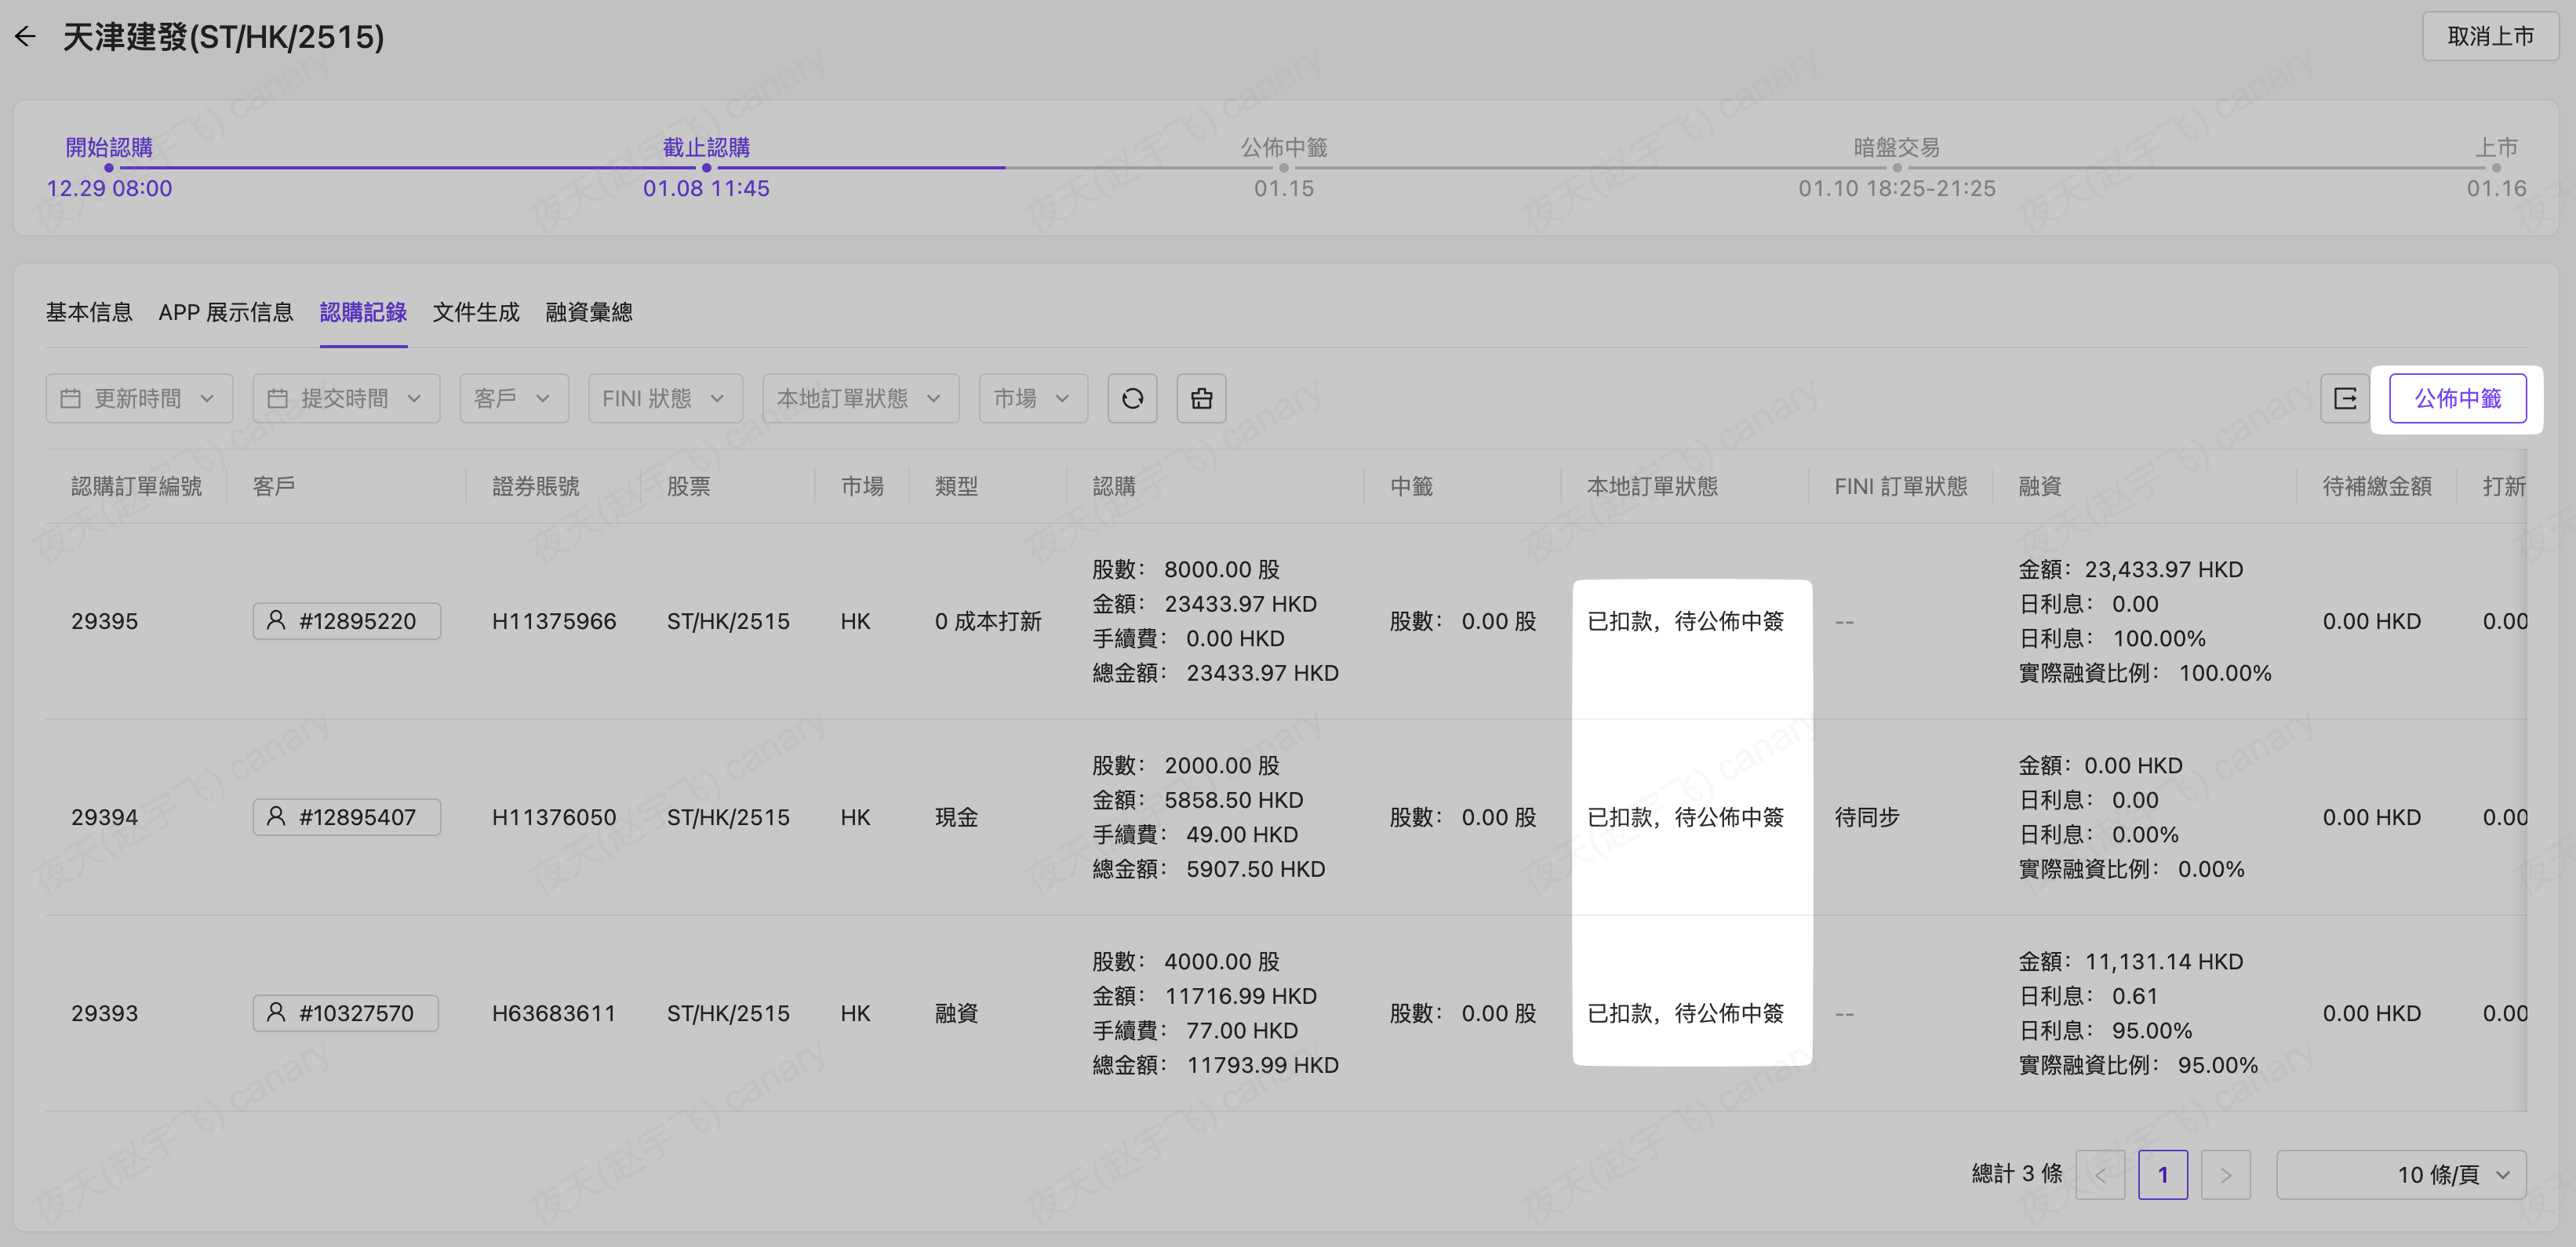 天津建發(ST/HK/2515)
取消上市
開始認購
截止認購
公佈中籤
暗盤交易
上市
12.29 08:00
01.08 11:45
01.15
01.10 18:25-21:25
01.16
基本信息 APP 展示信息 認購記錄 文件生成 融資彙總
更新時間 提交時間 客戶 FINI 狀態 本地訂單狀態 市場 公佈中籤
認購訂單編號 客戶 證券賬號 股票 市場 類型 認購 中籤 本地訂單狀態 FINI 訂單狀態 融資 待補繳金額 打新
29395 #12895220 H11375966 ST/HK/2515 HK 0 成本打新
股數： 8000.00 股
金額： 23433.97 HKD
手續費： 0.00 HKD
總金額： 23433.97 HKD
股數： 0.00 股
已扣款，待公佈中簽
--
金額： 23,433.97 HKD
日利息： 0.00
日利息： 100.00%
實際融資比例： 100.00%
0.00 HKD
0.00
29394 #12895407 H11376050 ST/HK/2515 HK 現金
股數： 2000.00 股
金額： 5858.50 HKD
手續費： 49.00 HKD
總金額： 5907.50 HKD
股數： 0.00 股
已扣款，待公佈中簽
待同步
金額： 0.00 HKD
日利息： 0.00
日利息： 0.00%
實際融資比例： 0.00%
0.00 HKD
0.00
29393 #10327570 H63683611 ST/HK/2515 HK 融資
股數： 4000.00 股
金額： 11716.99 HKD
手續費： 77.00 HKD
總金額： 11793.99 HKD
股數： 0.00 股
已扣款，待公佈中簽
--
金額： 11,131.14 HKD
日利息： 0.61
日利息： 95.00%
實際融資比例： 95.00%
0.00 HKD
0.00
總計 3 條 < 1 > 10 條/頁
夜天(赵宇飞) canary